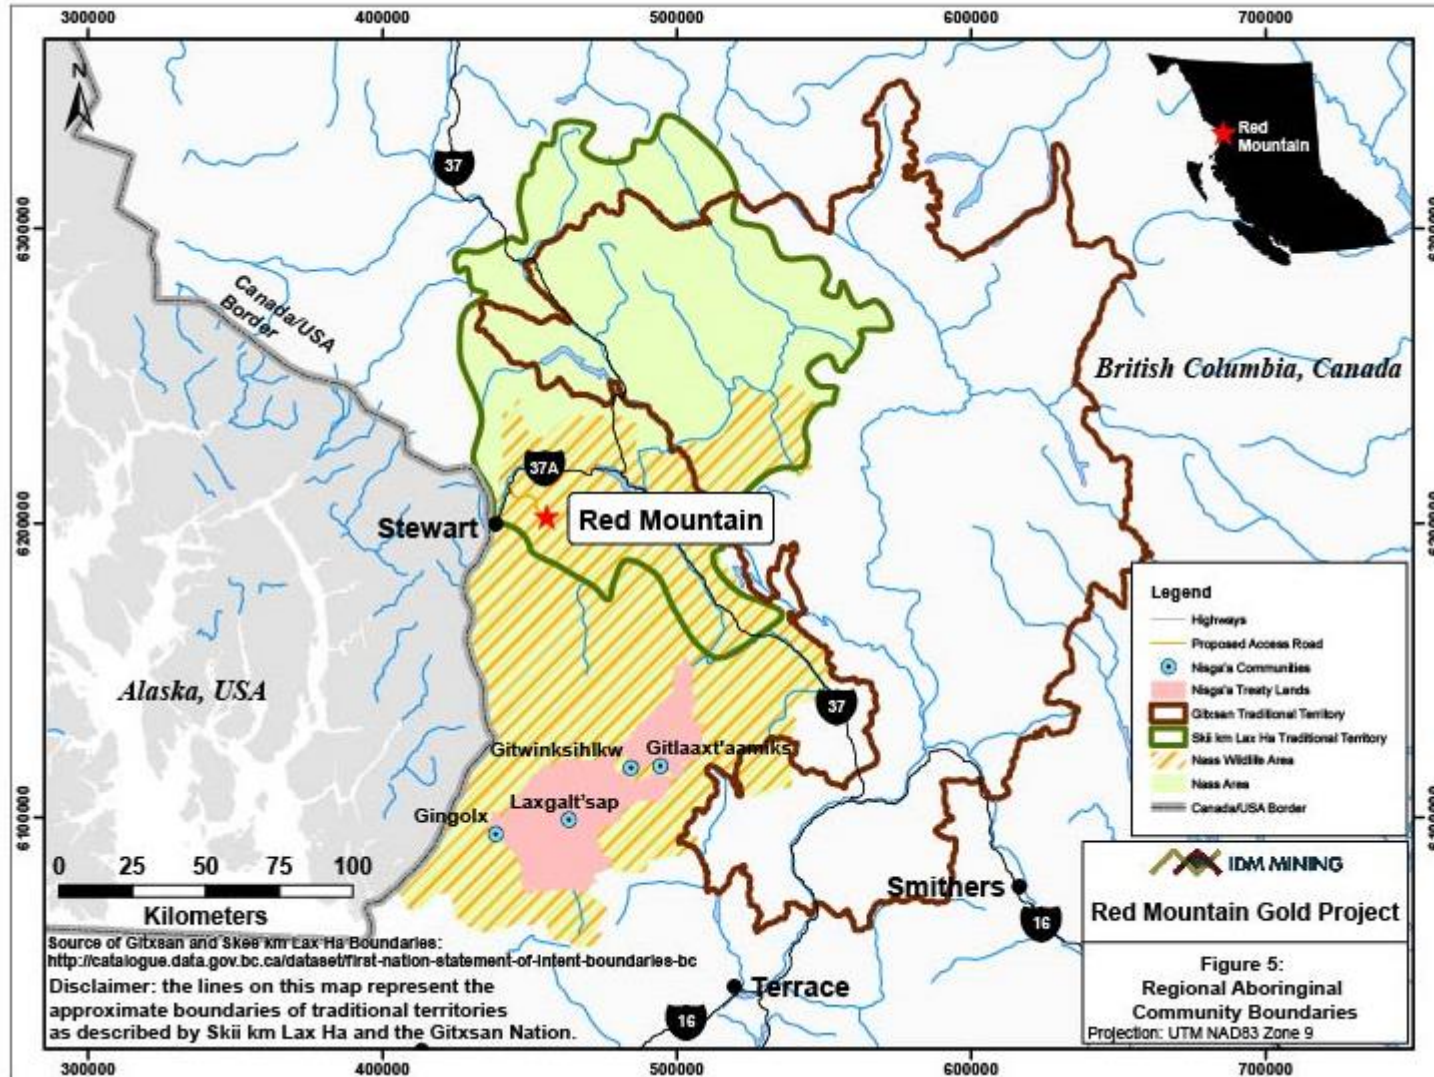 300000
400000
500000
600000
700000
N
37
Red
Mountain
6300000
6300000
Canada/USA
Border
British Columbia, Canada
37A
Stewart
Red Mountain
6200000
6200000
Alaska, USA
37
Gitwinksihlkw
Gitlaaxt'aamiks
Laxgalt'sap
Gingolx
6100000
6100000
Legend
Highways
Proposed Access Road
Nisga'a Communities
Nisga'a Treaty Lands
Gitxsan Traditional Territory
Skii km Lax Ha Traditional Territory
Nass Wildlife Area
Nass Area
Canada/USA Border
0 25 50 75 100
Kilometers
Smithers
16
Terrace
16
Source of Gitxsan and Skee km Lax Ha Boundaries:
http://catalogue.data.gov.bc.ca/dataset/first-nation-statement-of-intent-boundaries-bc
Disclaimer: the lines on this map represent the
approximate boundaries of traditional territories
as described by Skii km Lax Ha and the Gitxsan Nation.
IDM MINING
Red Mountain Gold Project
Figure 5:
Regional Aboringinal
Community Boundaries
Projection: UTM NAD83 Zone 9
300000
400000
500000
600000
700000